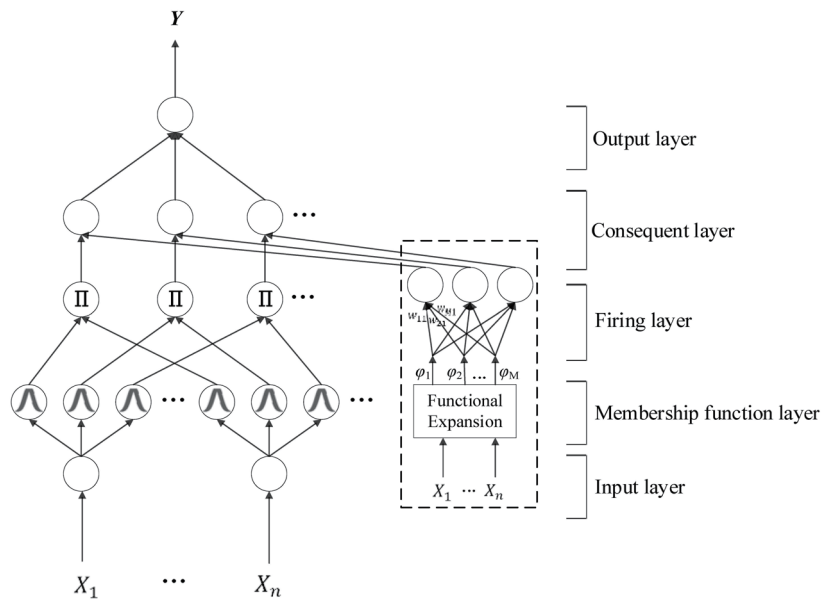 Y
Output layer
...
Consequent layer
Π Π Π ...
Firing layer
w11 w21
φ1 φ2 ... φM
... ...
Membership function layer
Functional
Expansion
X1 ... Xn
Input layer
X1 ... Xn